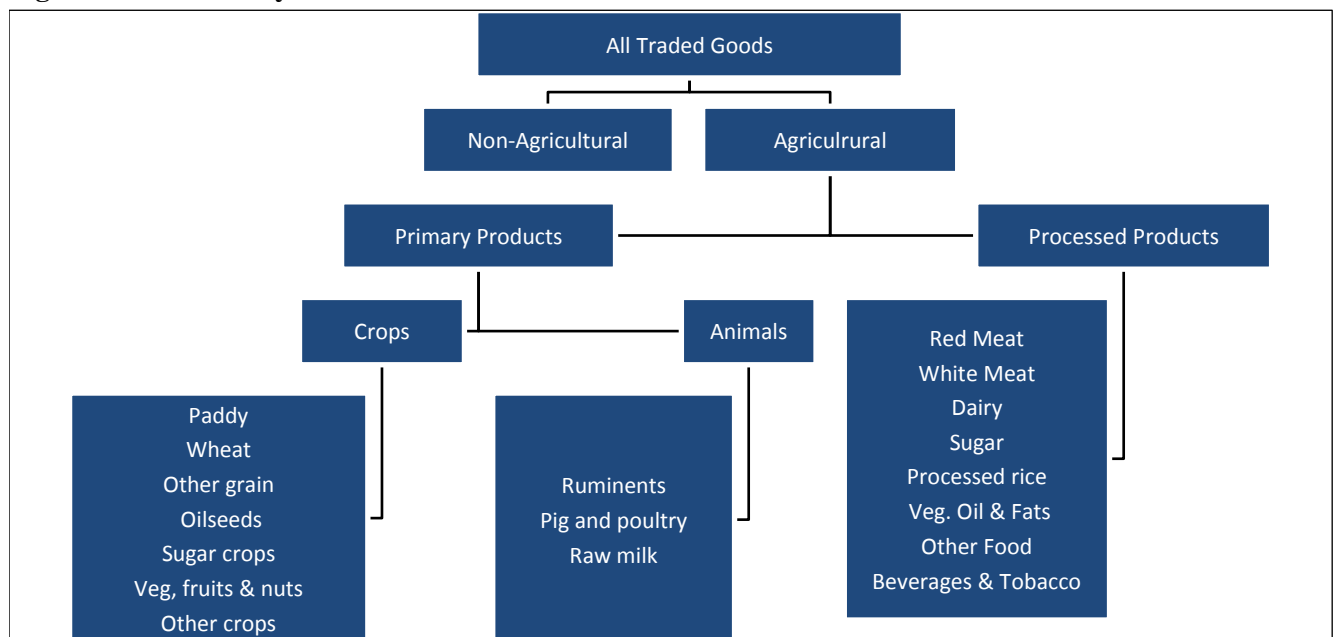 All Traded Goods
Non-Agricultural
Agriculrural
Primary Products
Processed Products
Crops
Animals
Red Meat
White Meat
Dairy
Sugar
Processed rice
Veg. Oil & Fats
Other Food
Beverages & Tobacco
Paddy
Wheat
Other grain
Oilseeds
Sugar crops
Veg, fruits & nuts
Other crops
Ruminents
Pig and poultry
Raw milk